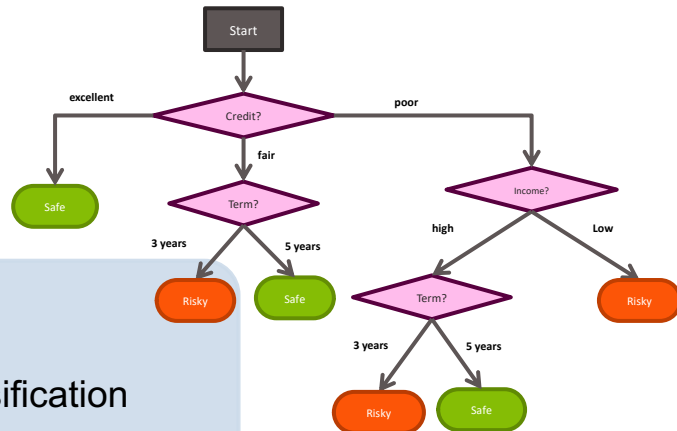 Start
excellent
poor
Credit?
fair
Income?
Safe
Term?
high
Low
3 years
5 years
Risky
Safe
Term?
Risky
3 years
5 years
Risky
Safe
sification